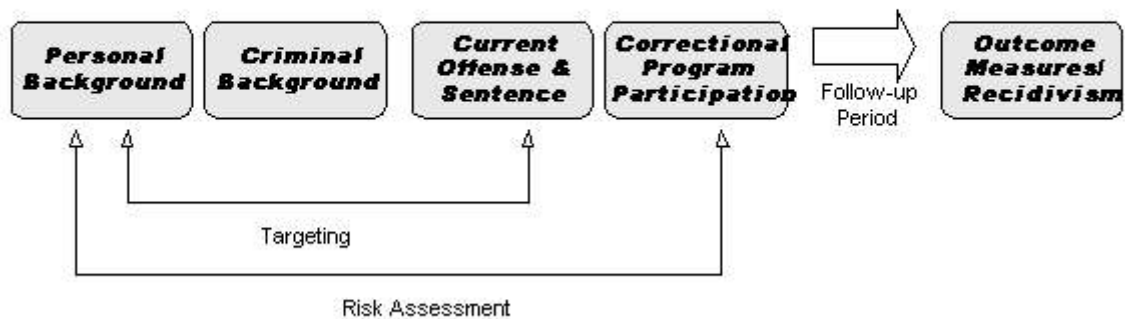 Personal
Background
Criminal
Background
Current
Offense &
Sentence
Correctional
Program
Participation
Follow-up
Period
Outcome
Measures/
Recidivism
Targeting
Risk Assessment